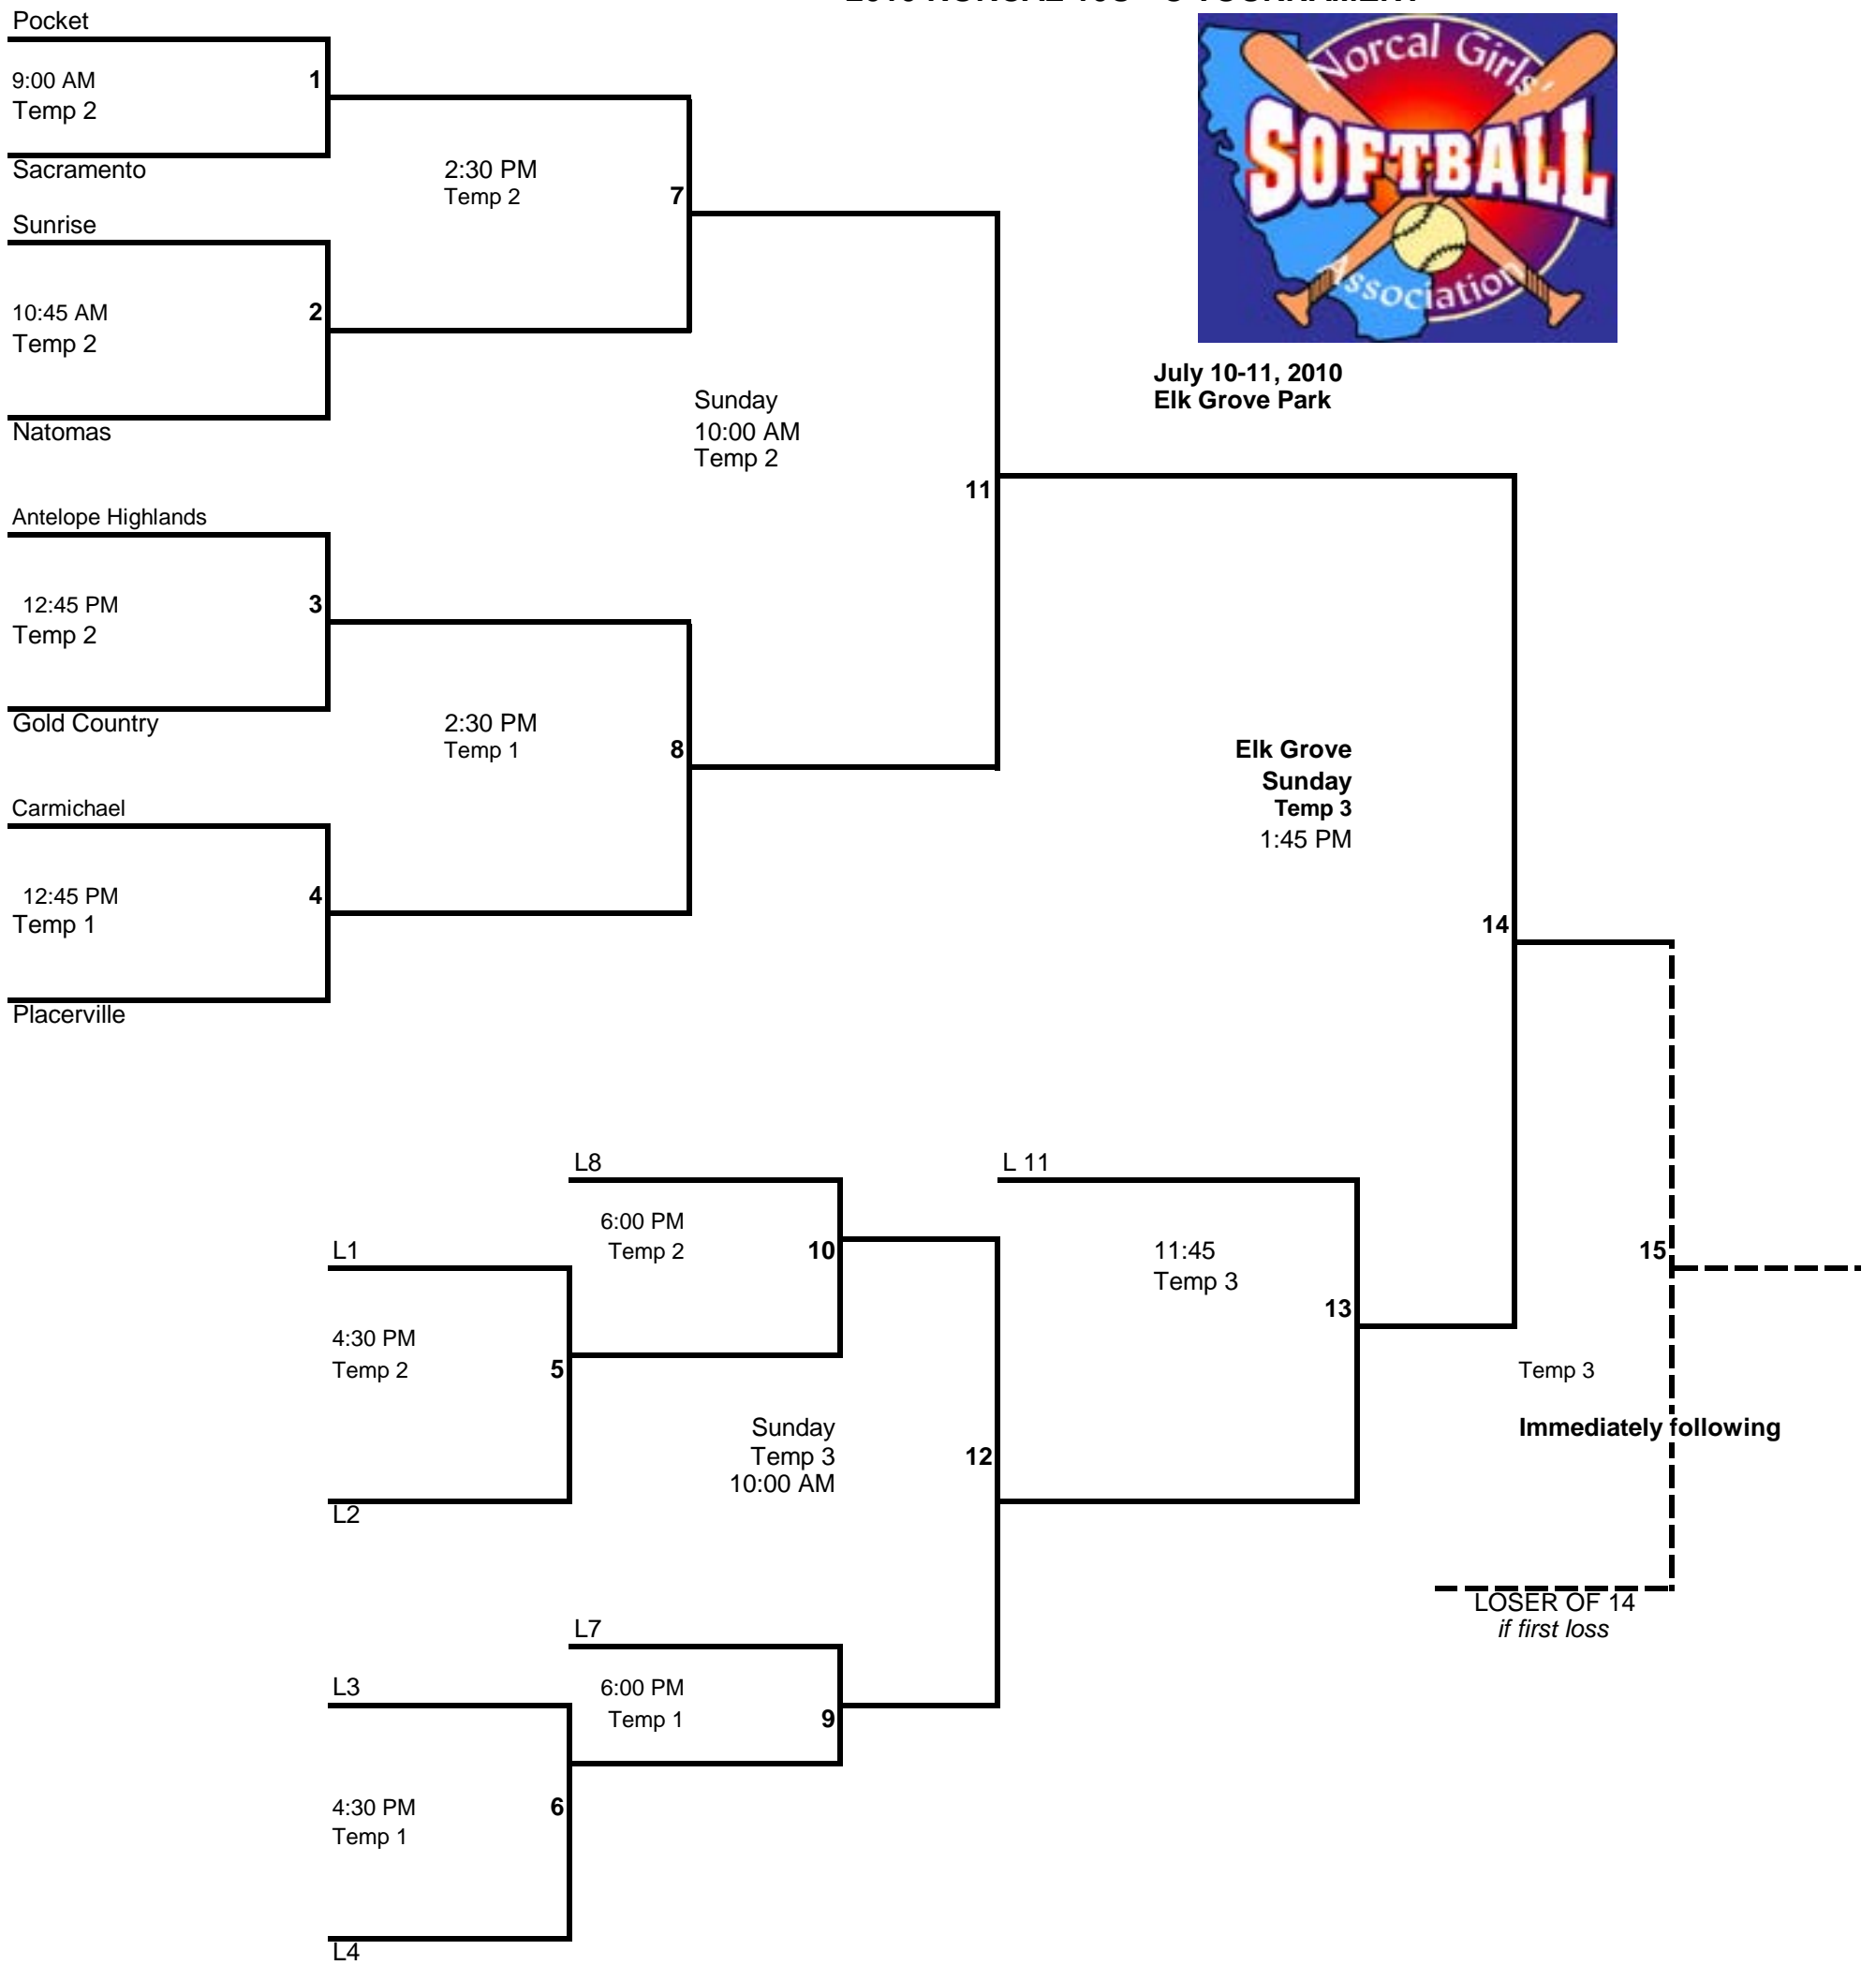 Pocket
9:00 AM
1
Temp 2
Sacramento
2:30 PM
Temp 2
7
Sunrise
10:45 AM
2
Temp 2
Natomas
Norcal Girls'
SOFTBALL
Association
July 10-11, 2010
Elk Grove Park
Sunday
10:00 AM
Temp 2
11
Antelope Highlands
12:45 PM
3
Temp 2
Gold Country
2:30 PM
Temp 1
8
Carmichael
12:45 PM
4
Temp 1
Placerville
Elk Grove
Sunday
Temp 3
1:45 PM
14
L8
6:00 PM
Temp 2
10
L 11
11:45
Temp 3
13
15
L1
4:30 PM
Temp 2
5
L2
Sunday
Temp 3
10:00 AM
12
Temp 3
Immediately following
LOSER OF 14
if first loss
L7
6:00 PM
Temp 1
9
L3
4:30 PM
6
Temp 1
L4